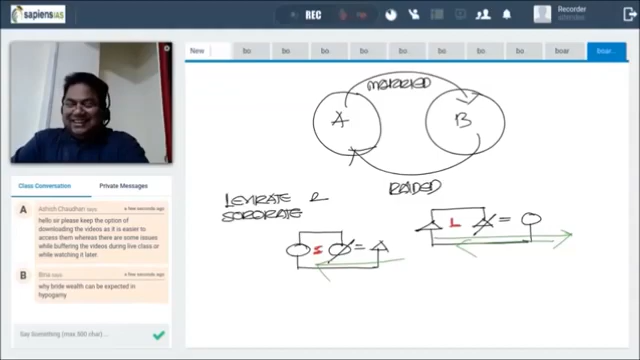 sapiensIAS
REC
Recorder
attendee
New
bo
bo
bo
bo
bo
bo
boar
boar...
MARRIED
A
B
RAIDED
LEVIRATE &
SORORATE
L
=
S
=
Class Conversation
Private Messages
A
Ashish Chaudhari says
a few seconds ago
hello sir please keep the option of
downloading the videos as it is easier to
access them whereas there are some issues
while buffering the videos during live class or
while watching it later.
B
Bina says
a few seconds ago
why bride wealth can be expected in
hypogamy
Say Something (max 500 char)